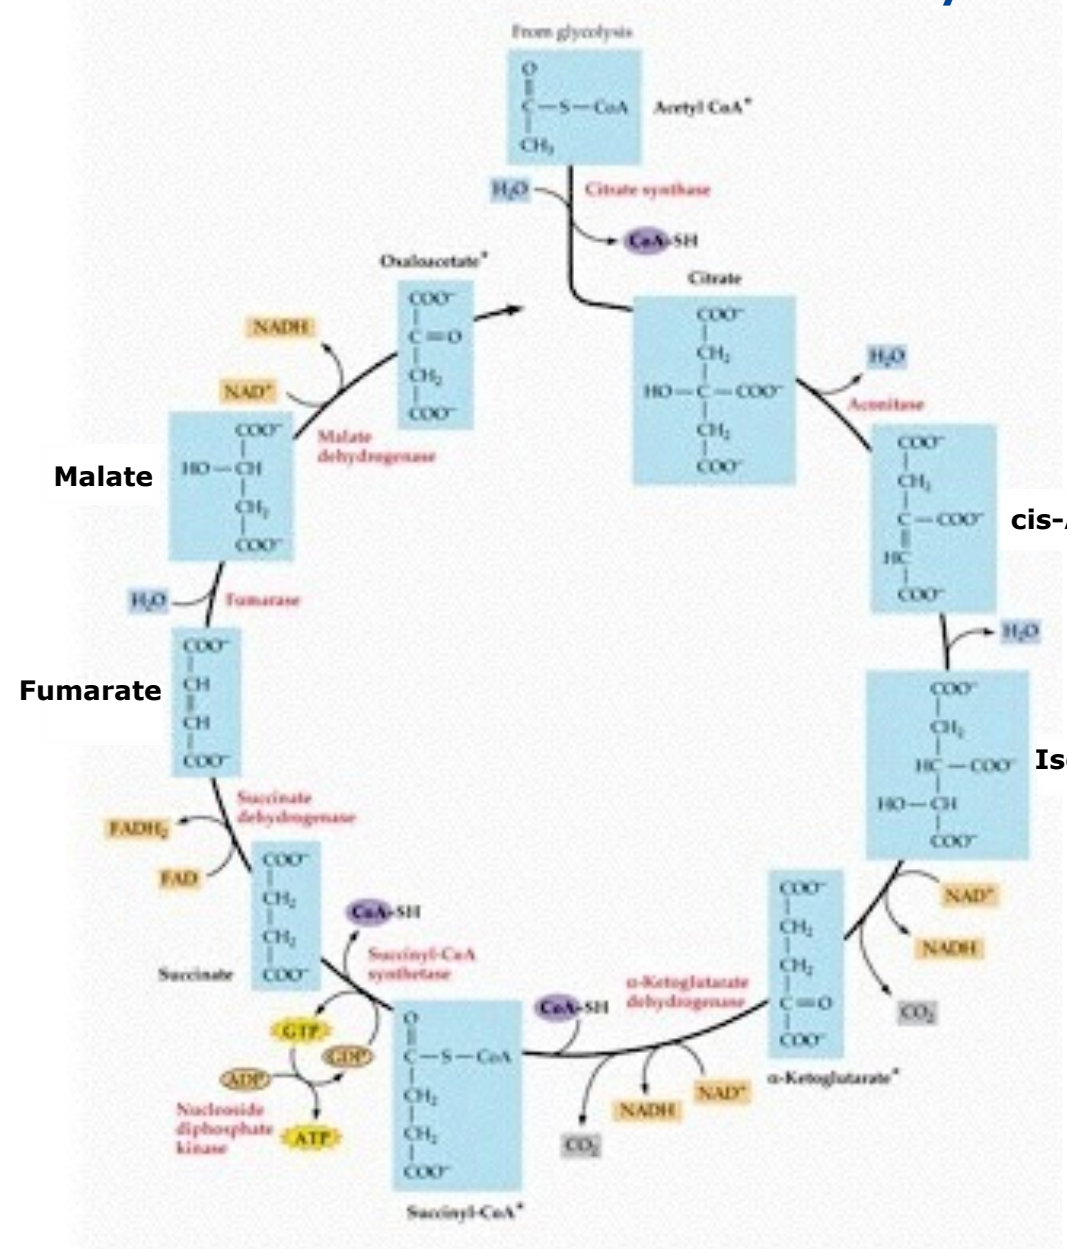 From glycolysis
O
C—S—CoA
CH₃
Acetyl CoA*
H₂O
Citrate synthase
CoA-SH
Oxaloacetate*
COO⁻
C=O
CH₂
COO⁻
Citrate
COO⁻
CH₂
HO—C—COO⁻
CH₂
COO⁻
NADH
NAD⁺
Malate
dehydrogenase
H₂O
Aconitase
Malate
COO⁻
HO—CH
CH₂
COO⁻
COO⁻
CH₂
C—COO⁻
HC
COO⁻
cis-
H₂O
Fumarase
H₂O
Fumarate
COO⁻
CH
CH
COO⁻
COO⁻
CH₂
HC—COO⁻
HO—CH
COO⁻
Is
Succinate
dehydrogenase
FADH₂
FAD
COO⁻
CH₂
CH₂
COO⁻
Succinate
NAD⁺
NADH
CO₂
COO⁻
CH₂
CH₂
C=O
COO⁻
α-Ketoglutarate*
CoA-SH
Succinyl-CoA
synthetase
GTP
GDP
ADP
Nucleoside
diphosphate
kinase
ATP
α-Ketoglutarate
dehydrogenase
CoA-SH
NAD⁺
NADH
CO₂
O
C—S—CoA
CH₂
CH₂
COO⁻
Succinyl-CoA*